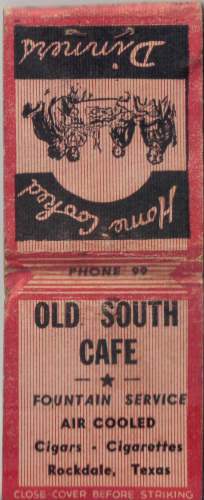 Home Cooked
Dinners
PHONE 99
OLD SOUTH
CAFE
FOUNTAIN SERVICE
AIR COOLED
Cigars - Cigarettes
Rockdale, Texas
CLOSE COVER BEFORE STRIKING